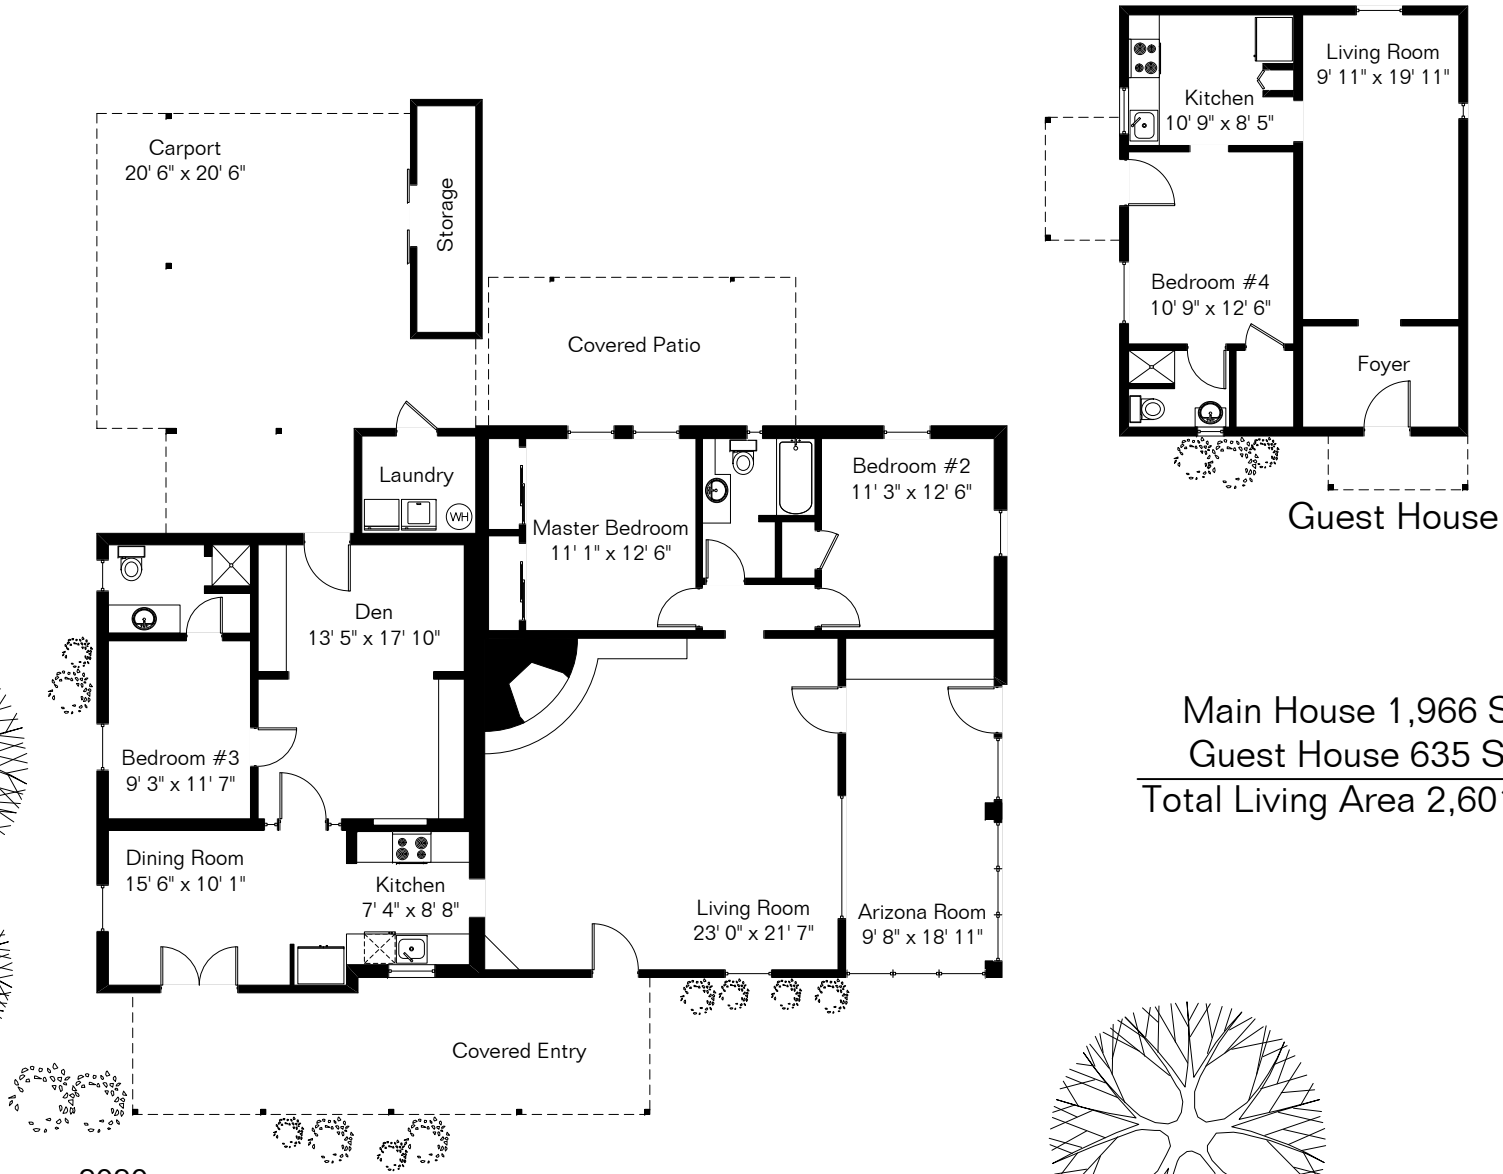 Living Room
9' 11" x 19' 11"
Kitchen
10' 9" x 8' 5"
Carport
20' 6" x 20' 6"
Storage
Bedroom #4
10' 9" x 12' 6"
Covered Patio
Foyer
Laundry
WH
Bedroom #2
11' 3" x 12' 6"
Master Bedroom
11' 1" x 12' 6"
Guest House
Den
13' 5" x 17' 10"
Main House 1,966 S
Guest House 635 S
Total Living Area 2,601
Bedroom #3
9' 3" x 11' 7"
Dining Room
15' 6" x 10' 1"
Kitchen
7' 4" x 8' 8"
Living Room
23' 0" x 21' 7"
Arizona Room
9' 8" x 18' 11"
Covered Entry